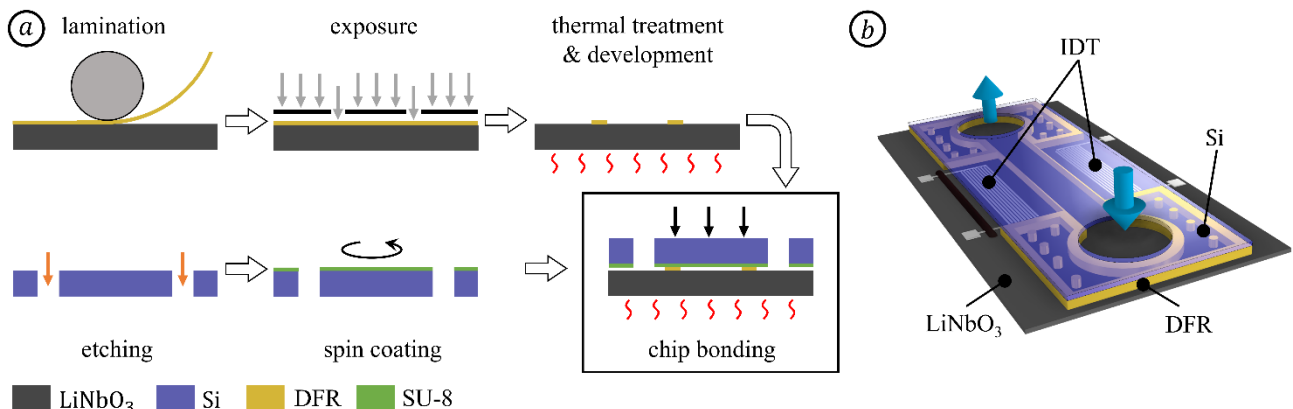 a
lamination
exposure
thermal treatment
& development
etching
spin coating
chip bonding
LiNbO₃
Si
DFR
SU-8
b
IDT
Si
LiNbO₃
DFR